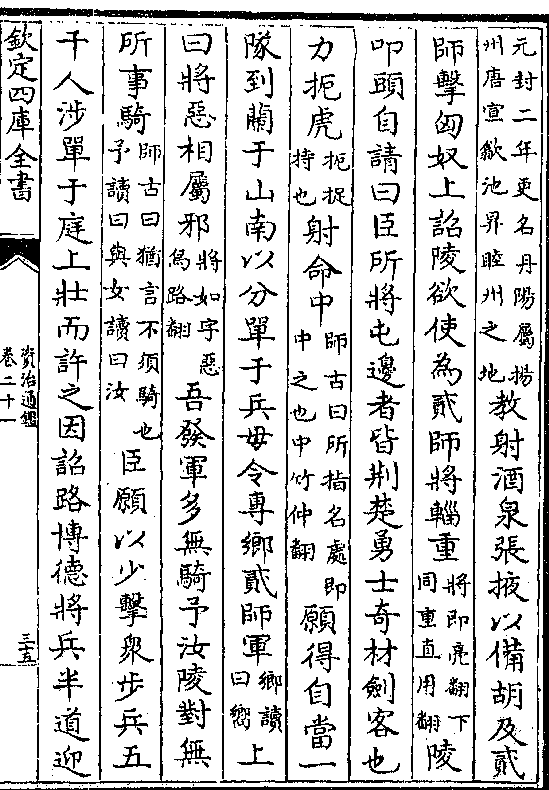 元封二年更名丹陽屬揚
州唐宣歙池昇睦州之地
教射酒泉張掖以備胡及貳
師擊匈奴上詔陵欲使為貳師將輜重
將即亮翻下
同重直用翻
陵
叩頭自請曰臣所將屯邊者皆荆楚勇士奇材劍客也
力扼虎
扼捉
持也
射命中
師古曰所指名處即
中之也中竹仲翻
願得自當一
隊到蘭于山南以分單于兵毋令專鄉貳師軍
鄉讀
曰嚮
上
曰將惡相屬邪
將如字惡
烏路翻
吾發軍多無騎予汝陵對無
所事騎
師古曰猶言不須騎也
予讀曰與女讀曰汝
臣願以少擊衆步兵五
千人涉單于庭上壯而許之因詔路博德將兵半道迎
欽定四庫全書
資治通鑑
卷二十一
三十五